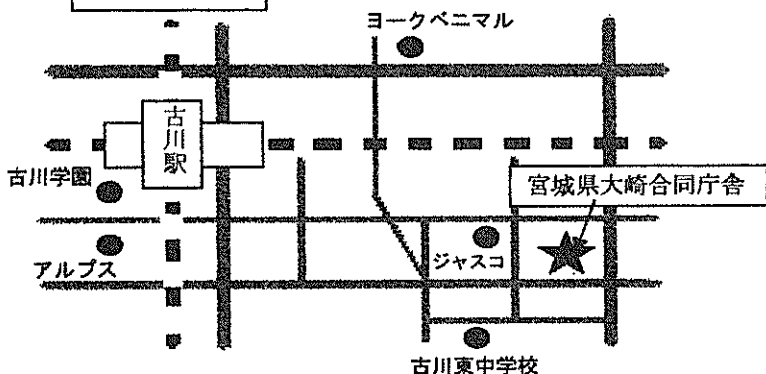 ヨークベニマル
古川駅
古川学園
宮城県大崎合同庁舎
アルプス
ジャスコ
古川東中学校